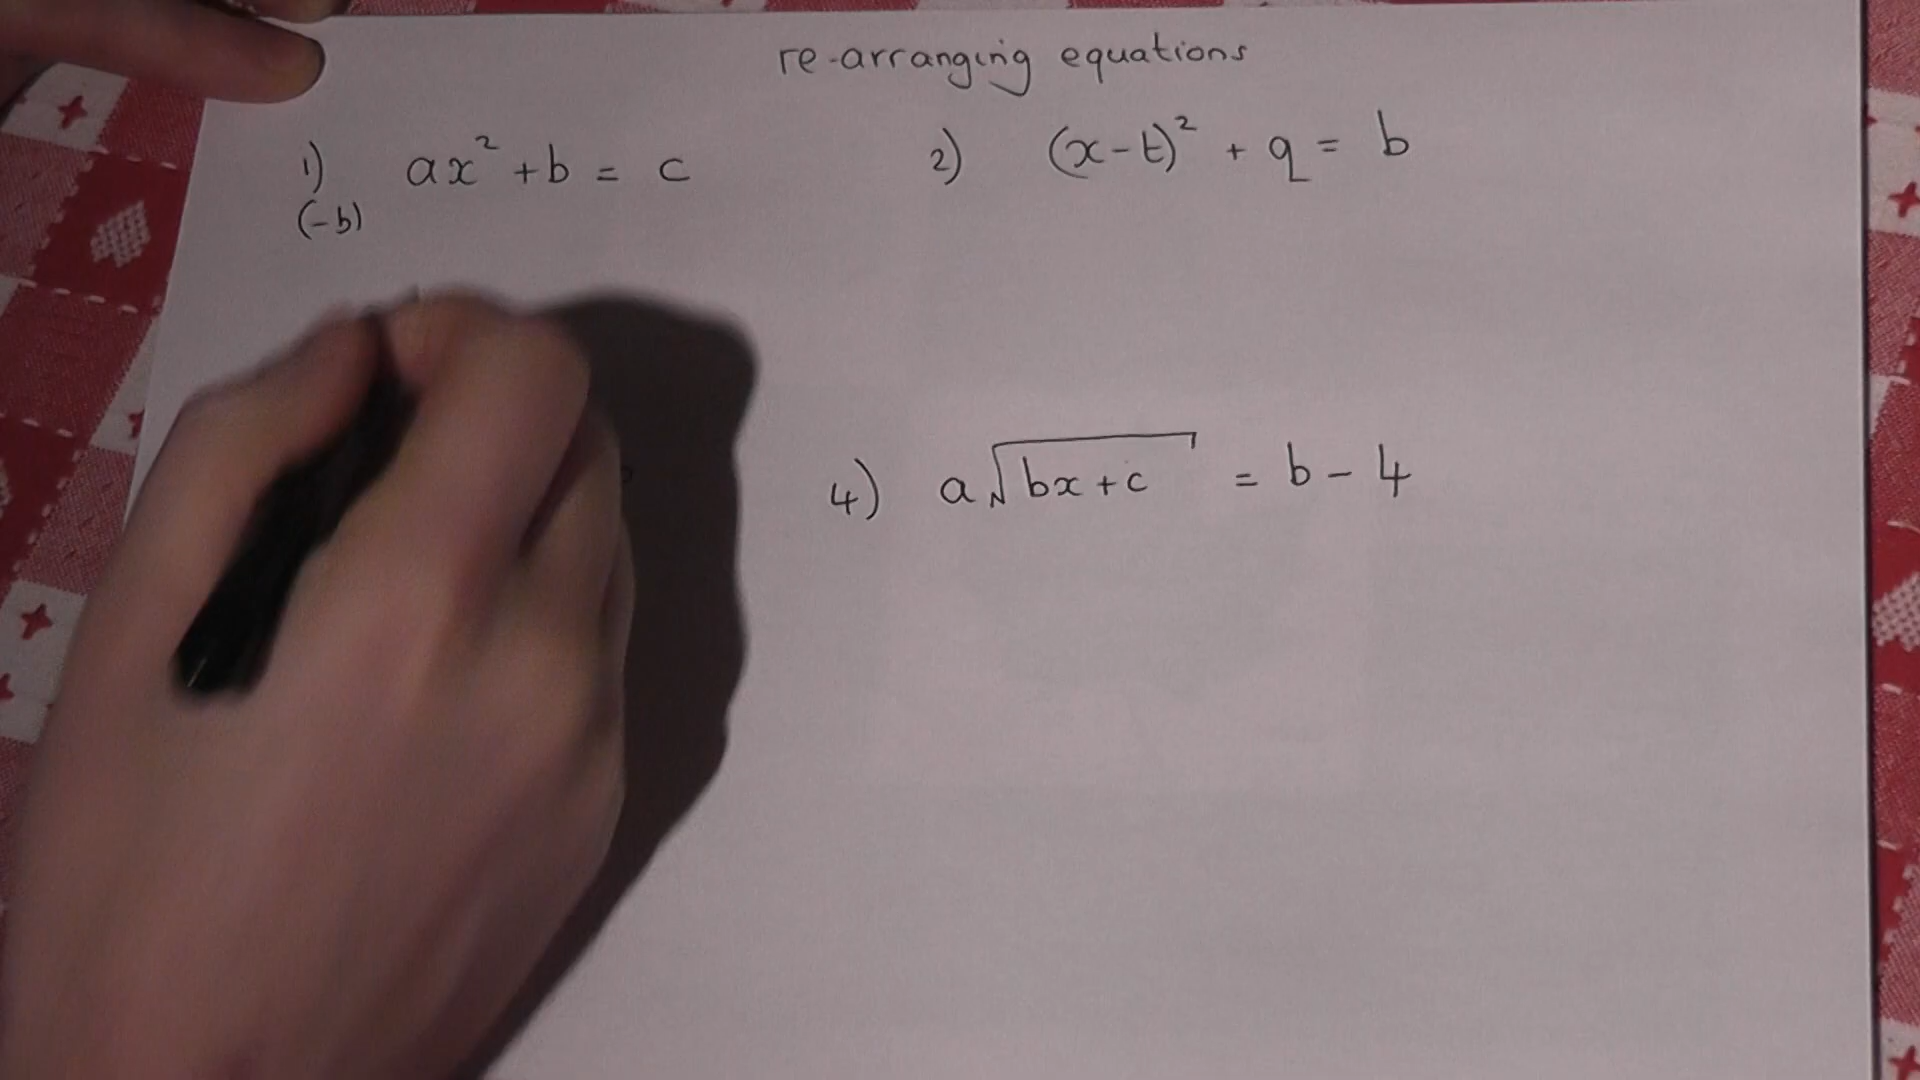 re-arranging equations
1) ax² + b = c
(-b)
2) (x-t)² + q = b
4) a√(bx+c) = b - 4